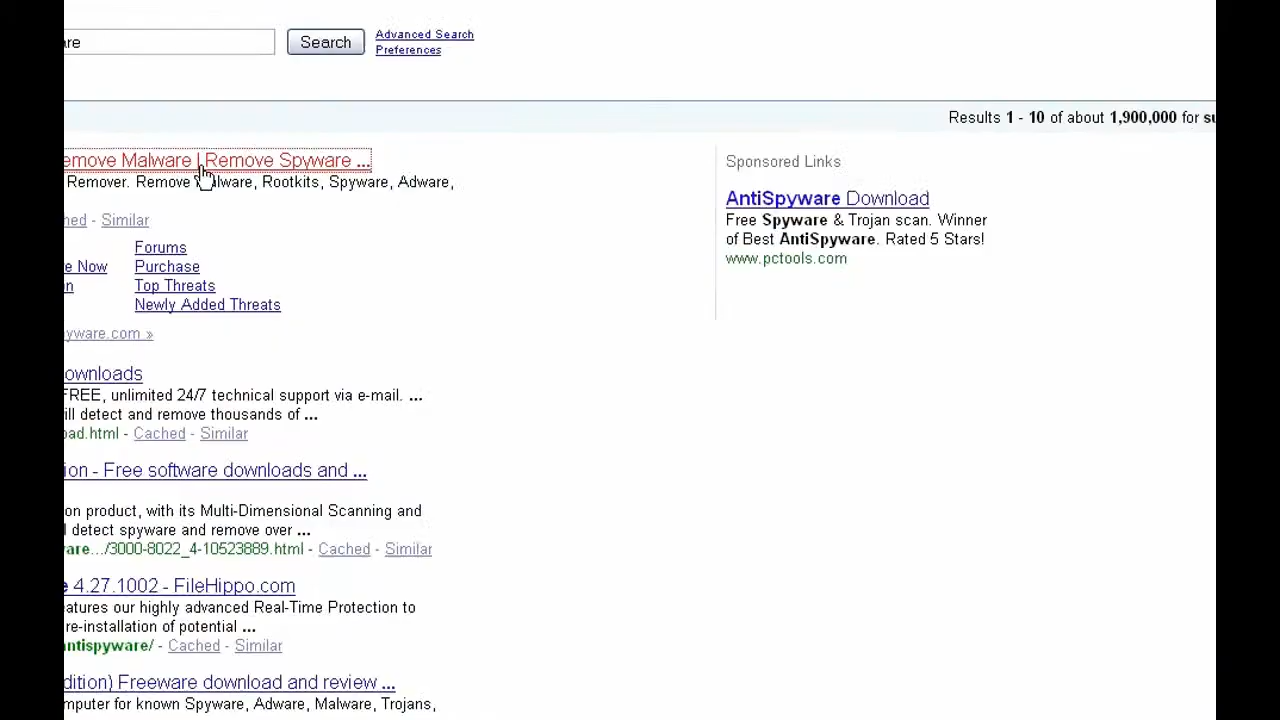 are
Search
Advanced Search
Preferences
Results 1 - 10 of about 1,900,000 for su
emove Malware | Remove Spyware ...
Remover. Remove Malware, Rootkits, Spyware, Adware,
hed - Similar
Forums
e Now
Purchase
n
Top Threats
Newly Added Threats
yware.com »
ownloads
FREE, unlimited 24/7 technical support via e-mail. ...
ill detect and remove thousands of ...
oad.html - Cached - Similar
ion - Free software downloads and ...
on product, with its Multi-Dimensional Scanning and
l detect spyware and remove over ...
are.../3000-8022_4-10523889.html - Cached - Similar
e 4.27.1002 - FileHippo.com
atures our highly advanced Real-Time Protection to
re-installation of potential ...
antispyware/ - Cached - Similar
dition) Freeware download and review ...
mputer for known Spyware, Adware, Malware, Trojans,
Sponsored Links
AntiSpyware Download
Free Spyware & Trojan scan. Winner
of Best AntiSpyware. Rated 5 Stars!
www.pctools.com